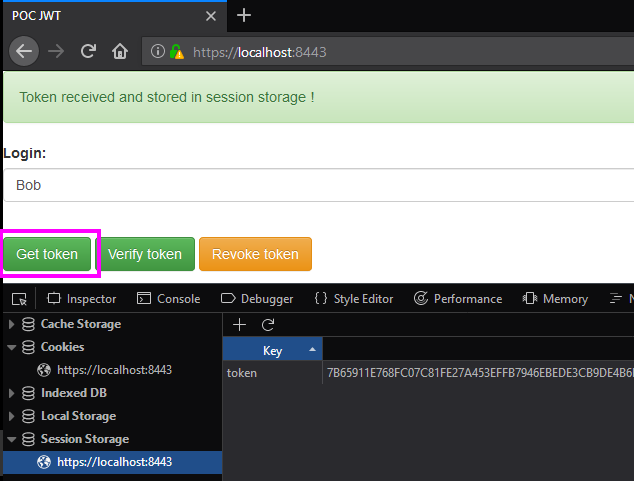 POC JWT
https://localhost:8443
Token received and stored in session storage !
Login:
Bob
Get token Verify token Revoke token
Inspector Console Debugger { } Style Editor Performance Memory
Cache Storage
Cookies
Key
https://localhost:8443
token
Indexed DB
Local Storage
Session Storage
https://localhost:8443